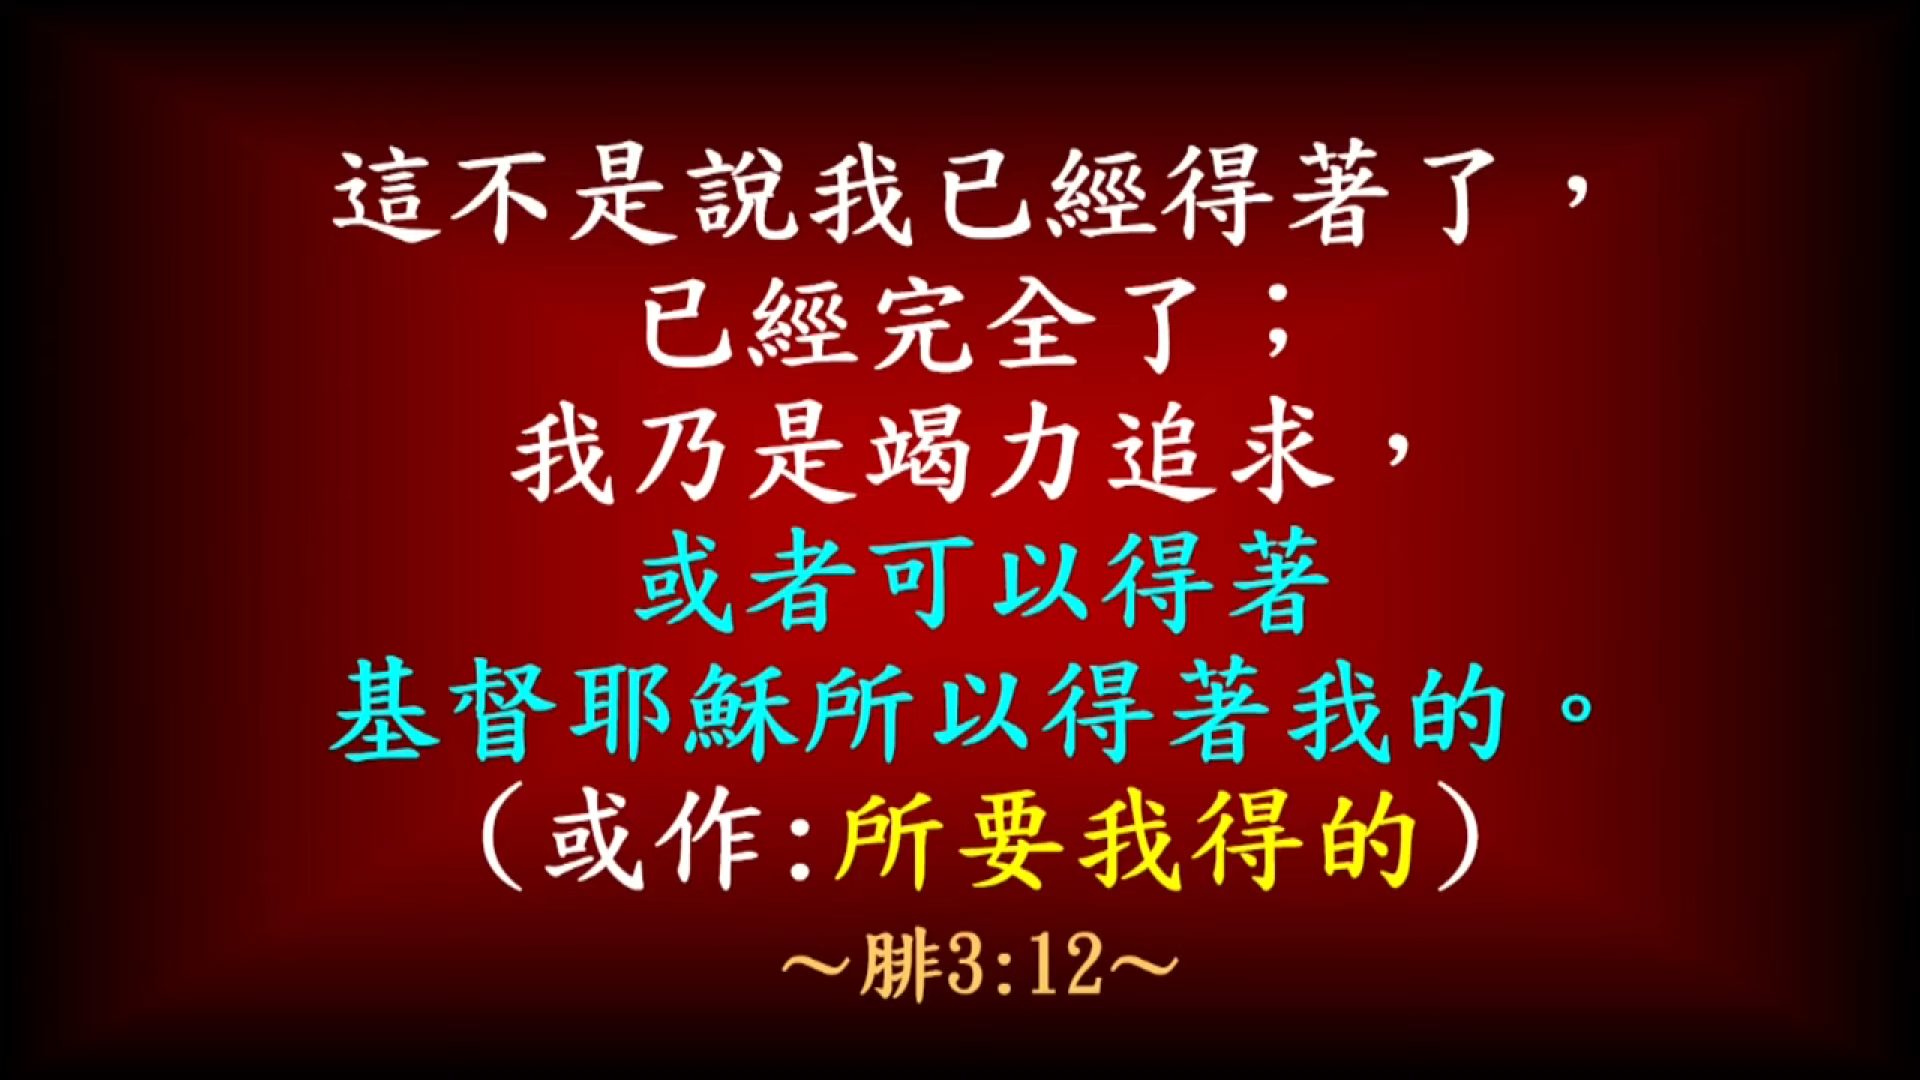 這不是說我已經得著了，
已經完全了；
我乃是竭力追求，
或者可以得著
基督耶穌所以得著我的。
(或作:所要我得的)
～腓3:12～